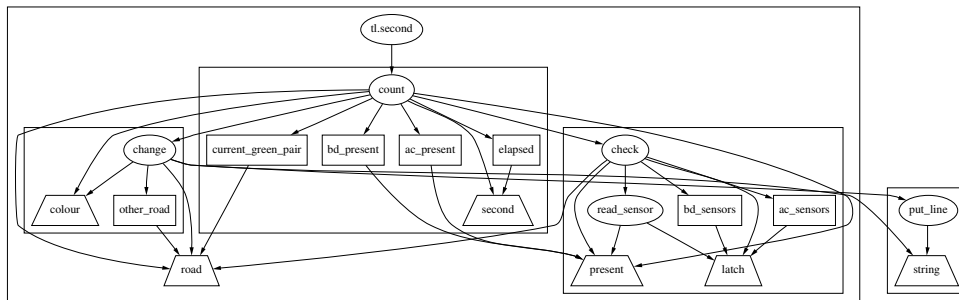 tl.second
count
change
current_green_pair
bd_present
ac_present
elapsed
check
colour
other_road
second
read_sensor
bd_sensors
ac_sensors
put_line
road
present
latch
string